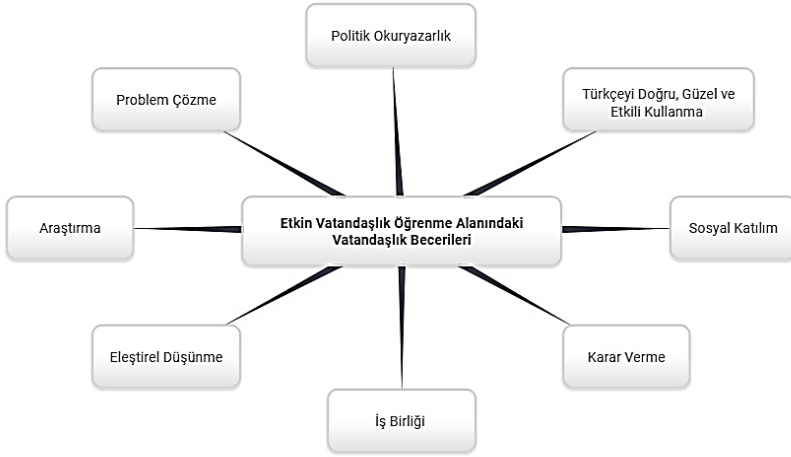 Politik Okuryazarlık
Problem Çözme
Türkçeyi Doğru, Güzel ve
Etkili Kullanma
Araştırma
Etkin Vatandaşlık Öğrenme Alanındaki
Vatandaşlık Becerileri
Sosyal Katılım
Eleştirel Düşünme
Karar Verme
İş Birliği